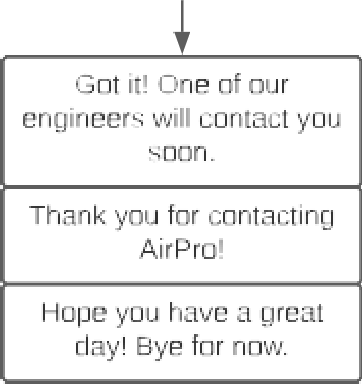 Got it! One of our
engineers will contact you
soon.
Thank you for contacting
AirPro!
Hope you have a great
day! Bye for now.